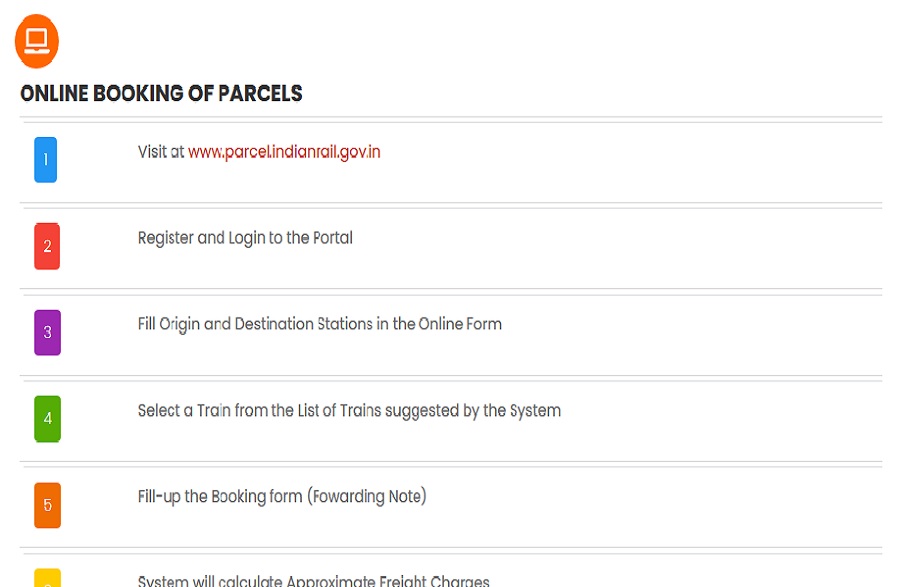 ONLINE BOOKING OF PARCELS
1 Visit at www.parcel.indianrail.gov.in
2 Register and Login to the Portal
3 Fill Origin and Destination Stations in the Online Form
4 Select a Train from the List of Trains suggested by the System
5 Fill-up the Booking form (Fowarding Note)
System will calculate Approximate Freight Charges